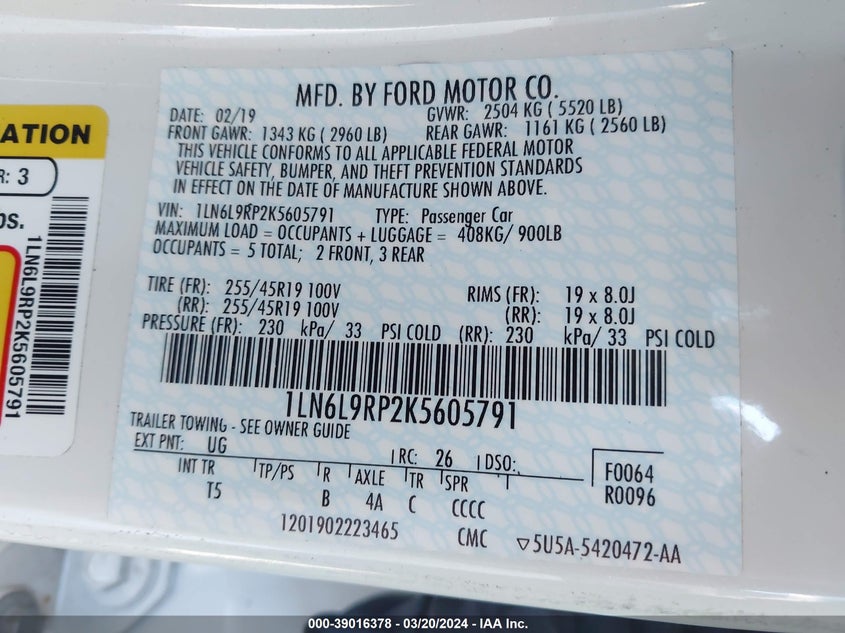 MFD. BY FORD MOTOR CO.
DATE: 02/19 GVWR: 2504 KG ( 5520 LB)
FRONT GAWR: 1343 KG ( 2960 LB) REAR GAWR: 1161 KG ( 2560 LB)
THIS VEHICLE CONFORMS TO ALL APPLICABLE FEDERAL MOTOR
VEHICLE SAFETY, BUMPER, AND THEFT PREVENTION STANDARDS
IN EFFECT ON THE DATE OF MANUFACTURE SHOWN ABOVE.
VIN: 1LN6L9RP2K5605791 TYPE: Passenger Car
MAXIMUM LOAD = OCCUPANTS + LUGGAGE = 408KG/ 900LB
OCCUPANTS = 5 TOTAL; 2 FRONT, 3 REAR
TIRE (FR): 255/45R19 100V RIMS (FR): 19 x 8.0J
(RR): 255/45R19 100V (RR): 19 x 8.0J
PRESSURE (FR): 230 kPa/ 33 PSI COLD (RR): 230 kPa/ 33 PSI COLD
1LN6L9RP2K5605791
TRAILER TOWING - SEE OWNER GUIDE
EXT PNT: UG RC: 26 DSO: F0064
INT TR TP/PS R AXLE TR SPR R0096
T5 B 4A C CCCC
1201902223465 CMC ▽5U5A-5420472-AA
ATION
R: 3
os.
1LN6L9RP2K5605791
000-39016378 - 03/20/2024 - IAA Inc.